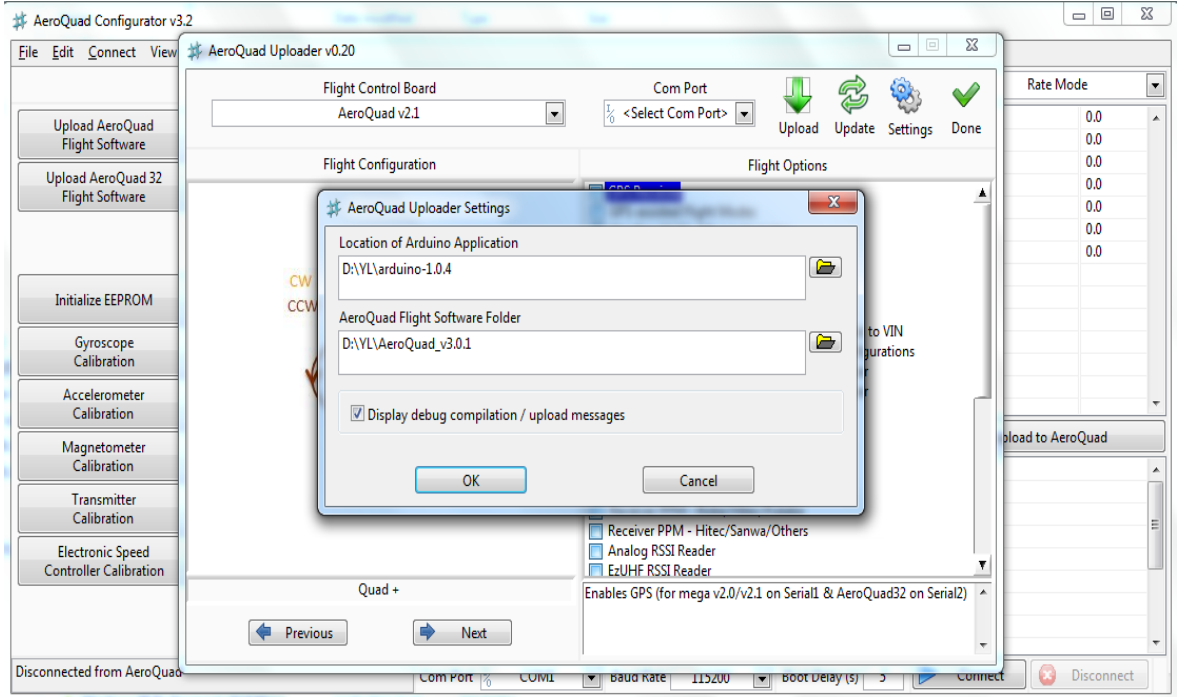 AeroQuad Configurator v3.2
File Edit Connect View
AeroQuad Uploader v0.20
Flight Control Board
AeroQuad v2.1
Com Port
<Select Com Port>
Upload Update Settings Done
Rate Mode
Flight Configuration
Flight Options
Upload AeroQuad
Flight Software
Upload AeroQuad 32
Flight Software
Initialize EEPROM
Gyroscope
Calibration
Accelerometer
Calibration
Magnetometer
Calibration
Transmitter
Calibration
Electronic Speed
Controller Calibration
0.0
0.0
0.0
0.0
0.0
0.0
0.0
AeroQuad Uploader Settings
Location of Arduino Application
D:\YL\arduino-1.0.4
AeroQuad Flight Software Folder
D:\YL\AeroQuad_v3.0.1
Display debug compilation / upload messages
OK Cancel
CW
CCW
to VIN
gurations
pload to AeroQuad
Receiver PPM - Hitec/Sanwa/Others
Analog RSSI Reader
EzUHF RSSI Reader
Quad +
Enables GPS (for mega v2.0/v2.1 on Serial1 & AeroQuad32 on Serial2)
Previous Next
Disconnected from AeroQuad
Com Port COM1 Baud Rate 115200 Boot Delay (s) Connect Disconnect